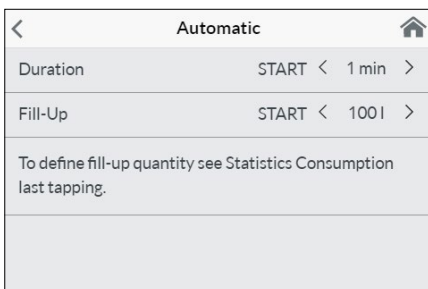 Automatic
Duration START < 1 min >
Fill-Up START < 100 l >
To define fill-up quantity see Statistics Consumption
last tapping.